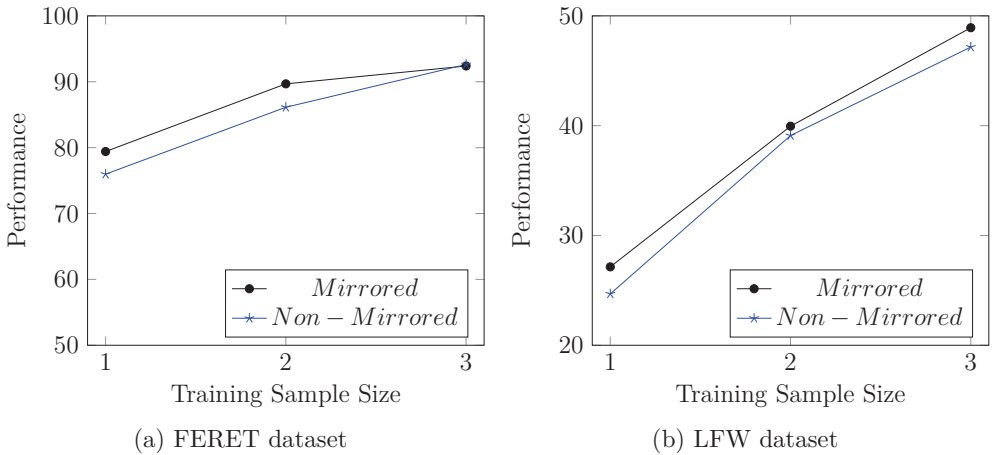 100
90
80
70
60
50
Performance
Mirrored
Non − Mirrored
1 2 3
Training Sample Size
(a) FERET dataset
50
40
30
20
Performance
Mirrored
Non − Mirrored
1 2 3
Training Sample Size
(b) LFW dataset